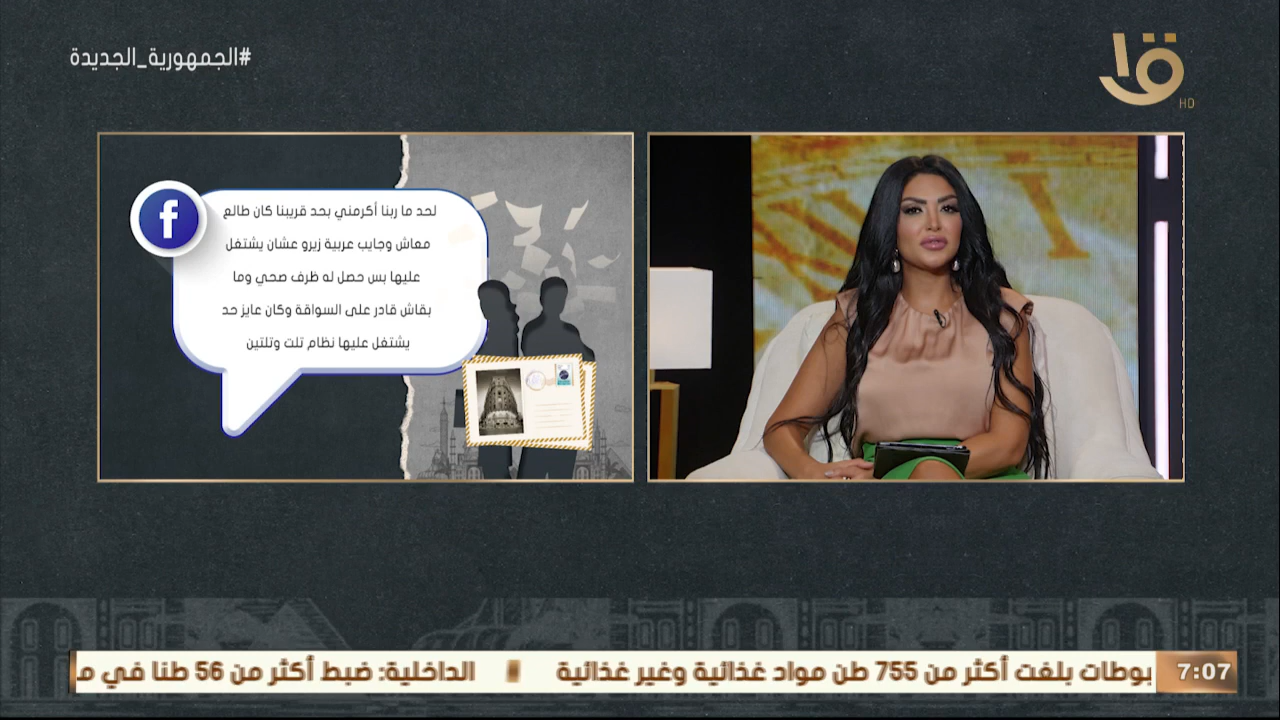 #الجمهورية_الجديدة
HD
f
لحد ما ربنا أكرمني بحد قريبنا كان طالع
معاش وجايب عربية زيرو عشان يشتغل
عليها بس حصل له ظرف صحي وما
بقاش قادر على السواقة وكان عايز حد
يشتغل عليها نظام تلت وتلتين
7:07
بوطات بلغت أكثر من 755 طن مواد غذائية وغير غذائية الداخلية: ضبط أكثر من 56 طنا في م